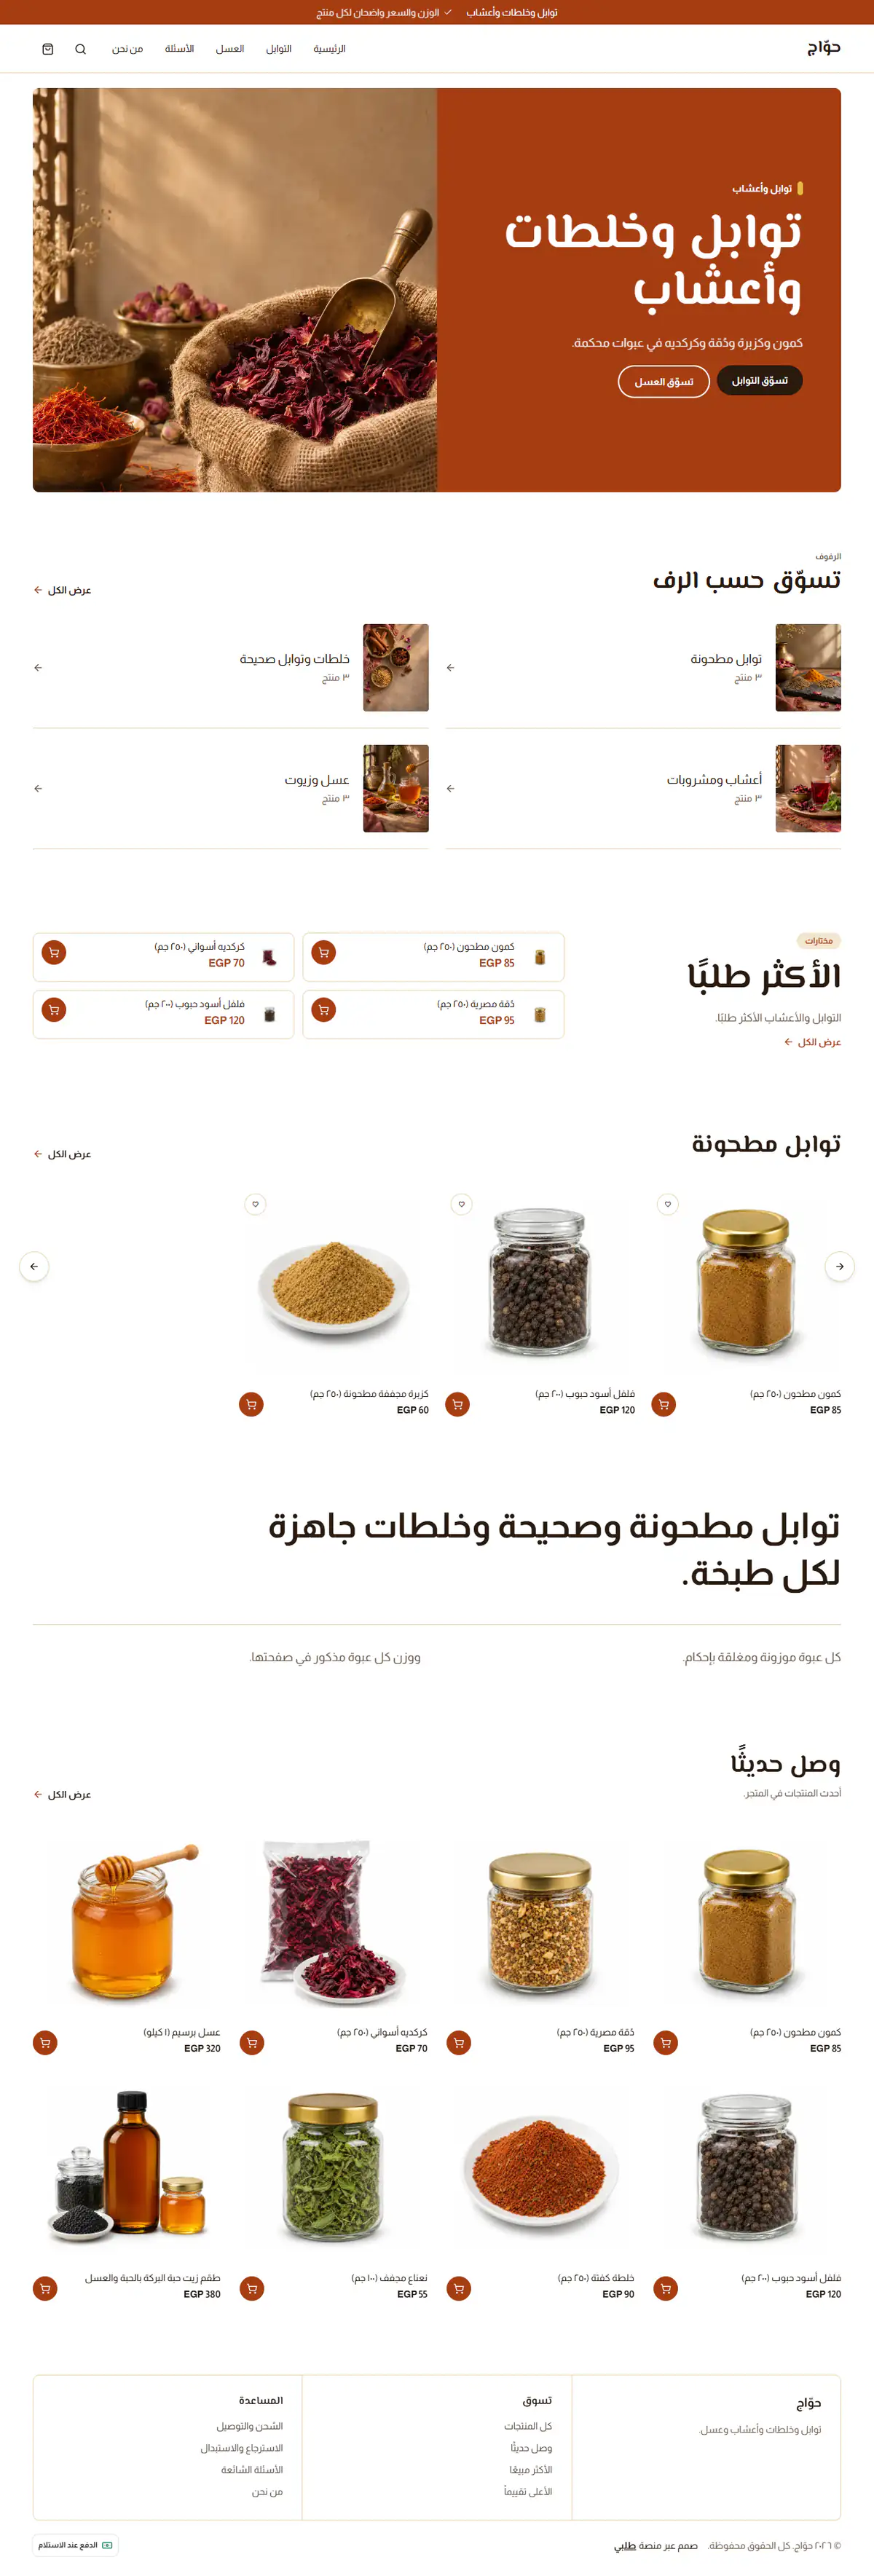 توابل وخلطات وأعشاب ✓ الوزن والسعر واضحان لكل منتج
حوّاج
الرئيسية التوابل العسل الأسئلة من نحن
توابل وأعشاب
توابل وخلطات
وأعشاب
كمون وكزبرة ودُقة وكركديه في عبوات محكمة.
تسوّق التوابل تسوّق العسل
الرفوف
تسوّق حسب الرف
عرض الكل
توابل مطحونة
٣ منتج
خلطات وتوابل صحيحة
٣ منتج
أعشاب ومشروبات
٣ منتج
عسل وزيوت
٣ منتج
مختارات
الأكثر طلبًا
التوابل والأعشاب الأكثر طلبًا.
عرض الكل
كمون مطحون (٢٥٠ جم)
EGP 85
كركديه أسواني (٢٥٠ جم)
EGP 70
دُقة مصرية (٢٥٠ جم)
EGP 95
فلفل أسود حبوب (٢٠٠ جم)
EGP 120
توابل مطحونة
عرض الكل
كمون مطحون (٢٥٠ جم)
EGP 85
فلفل أسود حبوب (٢٠٠ جم)
EGP 120
كزبرة مجففة مطحونة (٢٥٠ جم)
EGP 60
توابل مطحونة وصحيحة وخلطات جاهزة
لكل طبخة.
كل عبوة موزونة ومغلقة بإحكام.
ووزن كل عبوة مذكور في صفحتها.
وصل حديثًا
أحدث المنتجات في المتجر.
عرض الكل
كمون مطحون (٢٥٠ جم)
EGP 85
دُقة مصرية (٢٥٠ جم)
EGP 95
كركديه أسواني (٢٥٠ جم)
EGP 70
عسل برسيم (١ كيلو)
EGP 320
فلفل أسود حبوب (٢٠٠ جم)
EGP 120
خلطة كفتة (٢٥٠ جم)
EGP 90
نعناع مجفف (١٠٠ جم)
EGP 55
طقم زيت حبة البركة بالحبة والعسل
EGP 380
حوّاج
توابل وخلطات وأعشاب وعسل.
تسوق
كل المنتجات
وصل حديثًا
الأكثر مبيعًا
الأعلى تقييماً
المساعدة
الشحن والتوصيل
الاسترجاع والاستبدال
الأسئلة الشائعة
من نحن
© ٢٠٢٦ حوّاج. كل الحقوق محفوظة. صمم عبر منصة طلبي
الدفع عند الاستلام